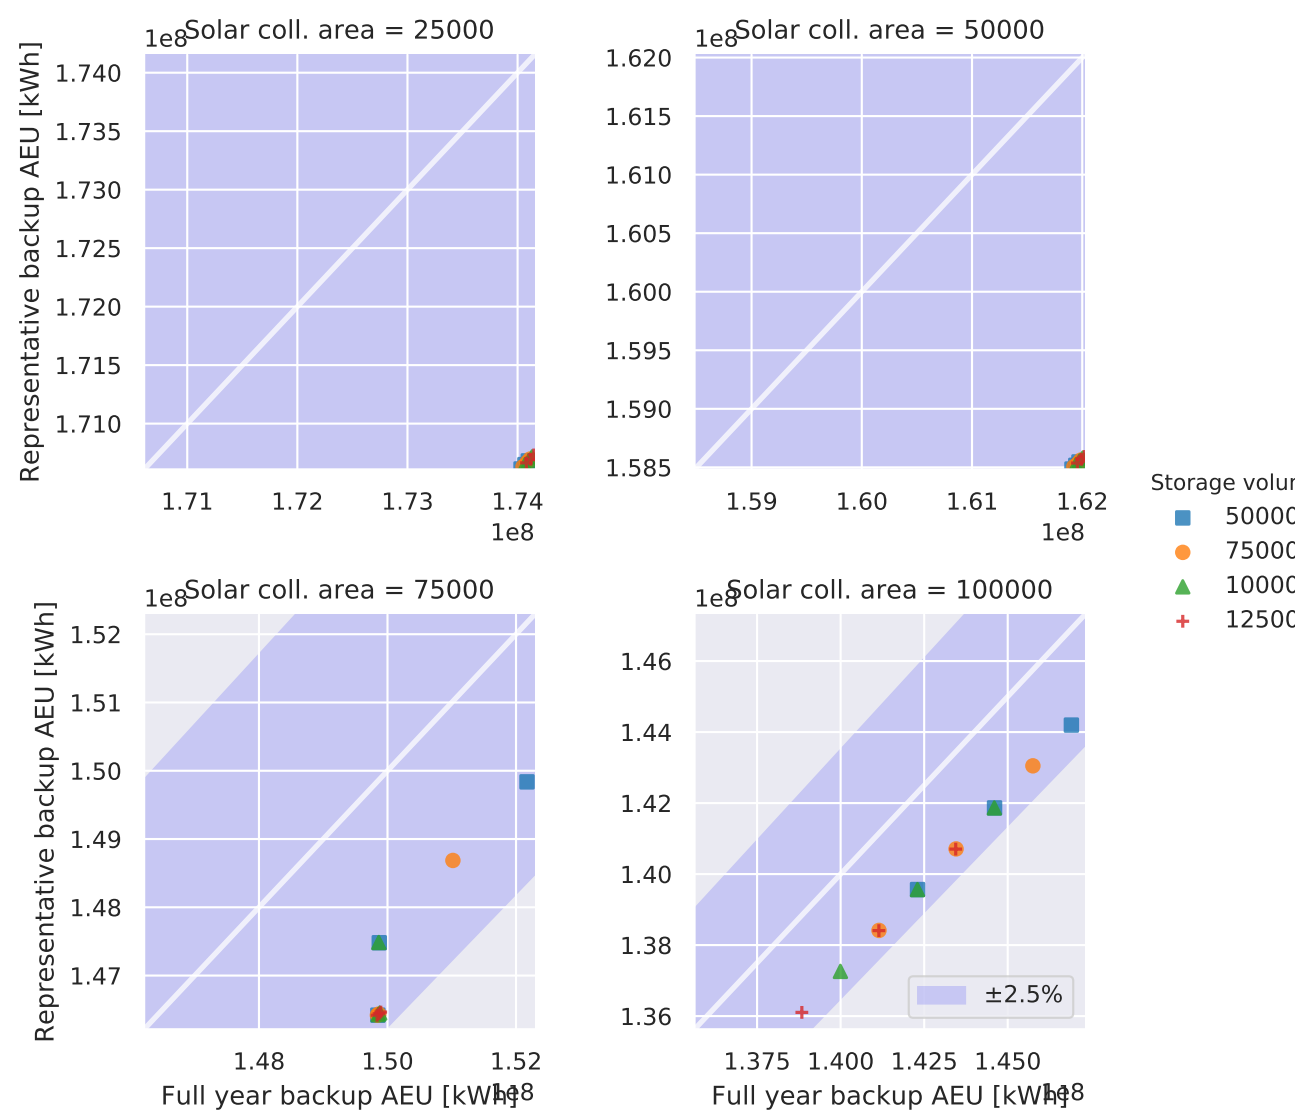 Solar coll. area = 25000
1e8
Representative backup AEU [kWh]
1.740
1.735
1.730
1.725
1.720
1.715
1.710
1.71 1.72 1.73 1.74
1e8
Solar coll. area = 50000
1e8
1.620
1.615
1.610
1.605
1.600
1.595
1.590
1.585
1.59 1.60 1.61 1.62
1e8
Storage volur
50000
75000
10000
12500
Solar coll. area = 75000
1e8
Representative backup AEU [kWh]
1.52
1.51
1.50
1.49
1.48
1.47
1.48 1.50 1.52
1e8
Full year backup AEU [kWh]
Solar coll. area = 100000
1e8
1.46
1.44
1.42
1.40
1.38
1.36
±2.5%
1.375 1.400 1.425 1.450
1e8
Full year backup AEU [kWh]